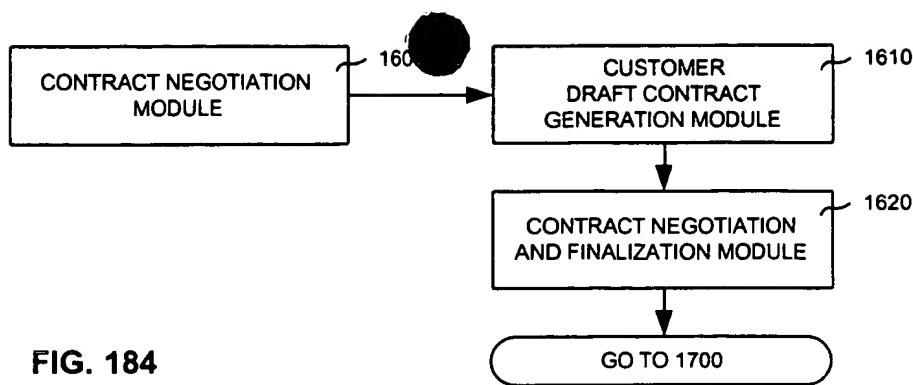 CONTRACT NEGOTIATION
MODULE
CUSTOMER
DRAFT CONTRACT
GENERATION MODULE
1610
CONTRACT NEGOTIATION
AND FINALIZATION MODULE
1620
GO TO 1700
FIG. 184